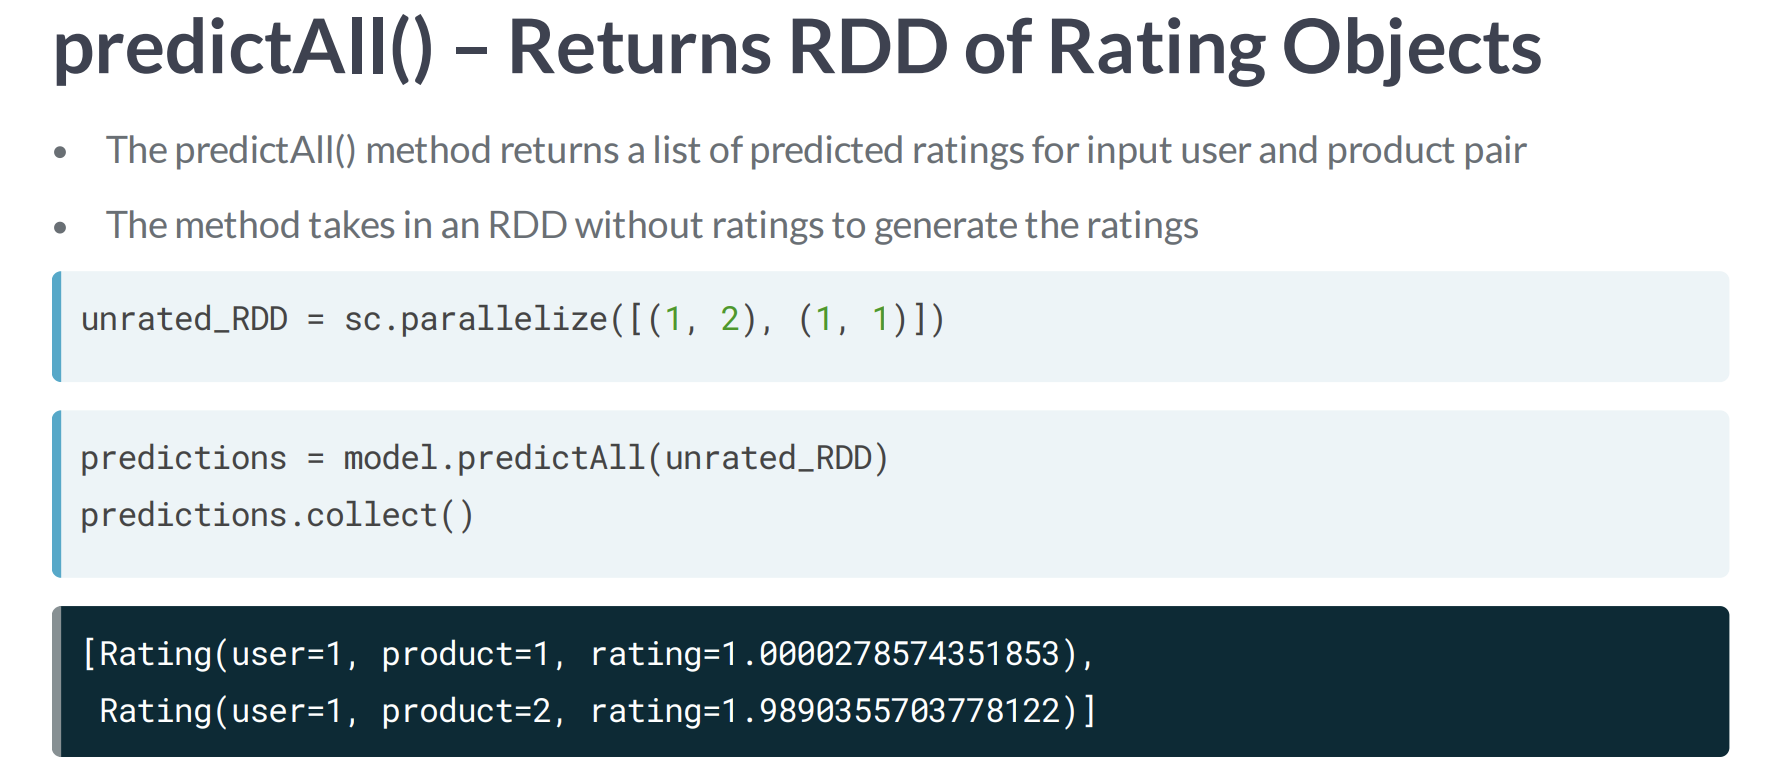 predictAll() – Returns RDD of Rating Objects
• The predictAll() method returns a list of predicted ratings for input user and product pair
• The method takes in an RDD without ratings to generate the ratings
unrated_RDD = sc.parallelize([(1, 2), (1, 1)])
predictions = model.predictAll(unrated_RDD)
predictions.collect()
[Rating(user=1, product=1, rating=1.0000278574351853),
 Rating(user=1, product=2, rating=1.9890355703778122)]